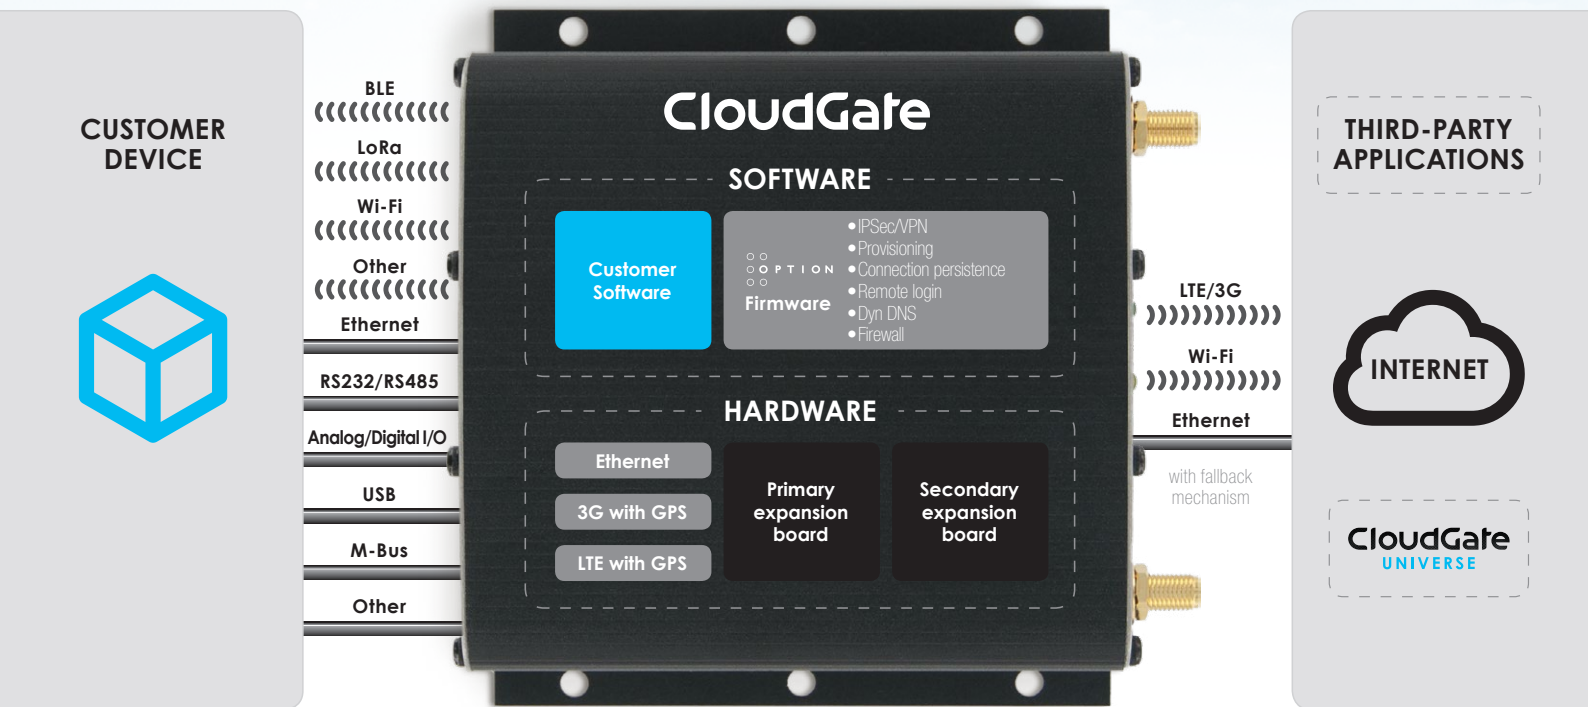 CUSTOMER
DEVICE
BLE
LoRa
Wi-Fi
Other
Ethernet
RS232/RS485
Analog/Digital I/O
USB
M-Bus
Other
CloudGate
SOFTWARE
Customer
Software
OPTION
Firmware
•IPSec/VPN
•Provisioning
•Connection persistence
•Remote login
•Dyn DNS
•Firewall
HARDWARE
Ethernet
3G with GPS
LTE with GPS
Primary
expansion
board
Secondary
expansion
board
LTE/3G
Wi-Fi
Ethernet
with fallback
mechanism
THIRD-PARTY
APPLICATIONS
INTERNET
CloudGate
UNIVERSE